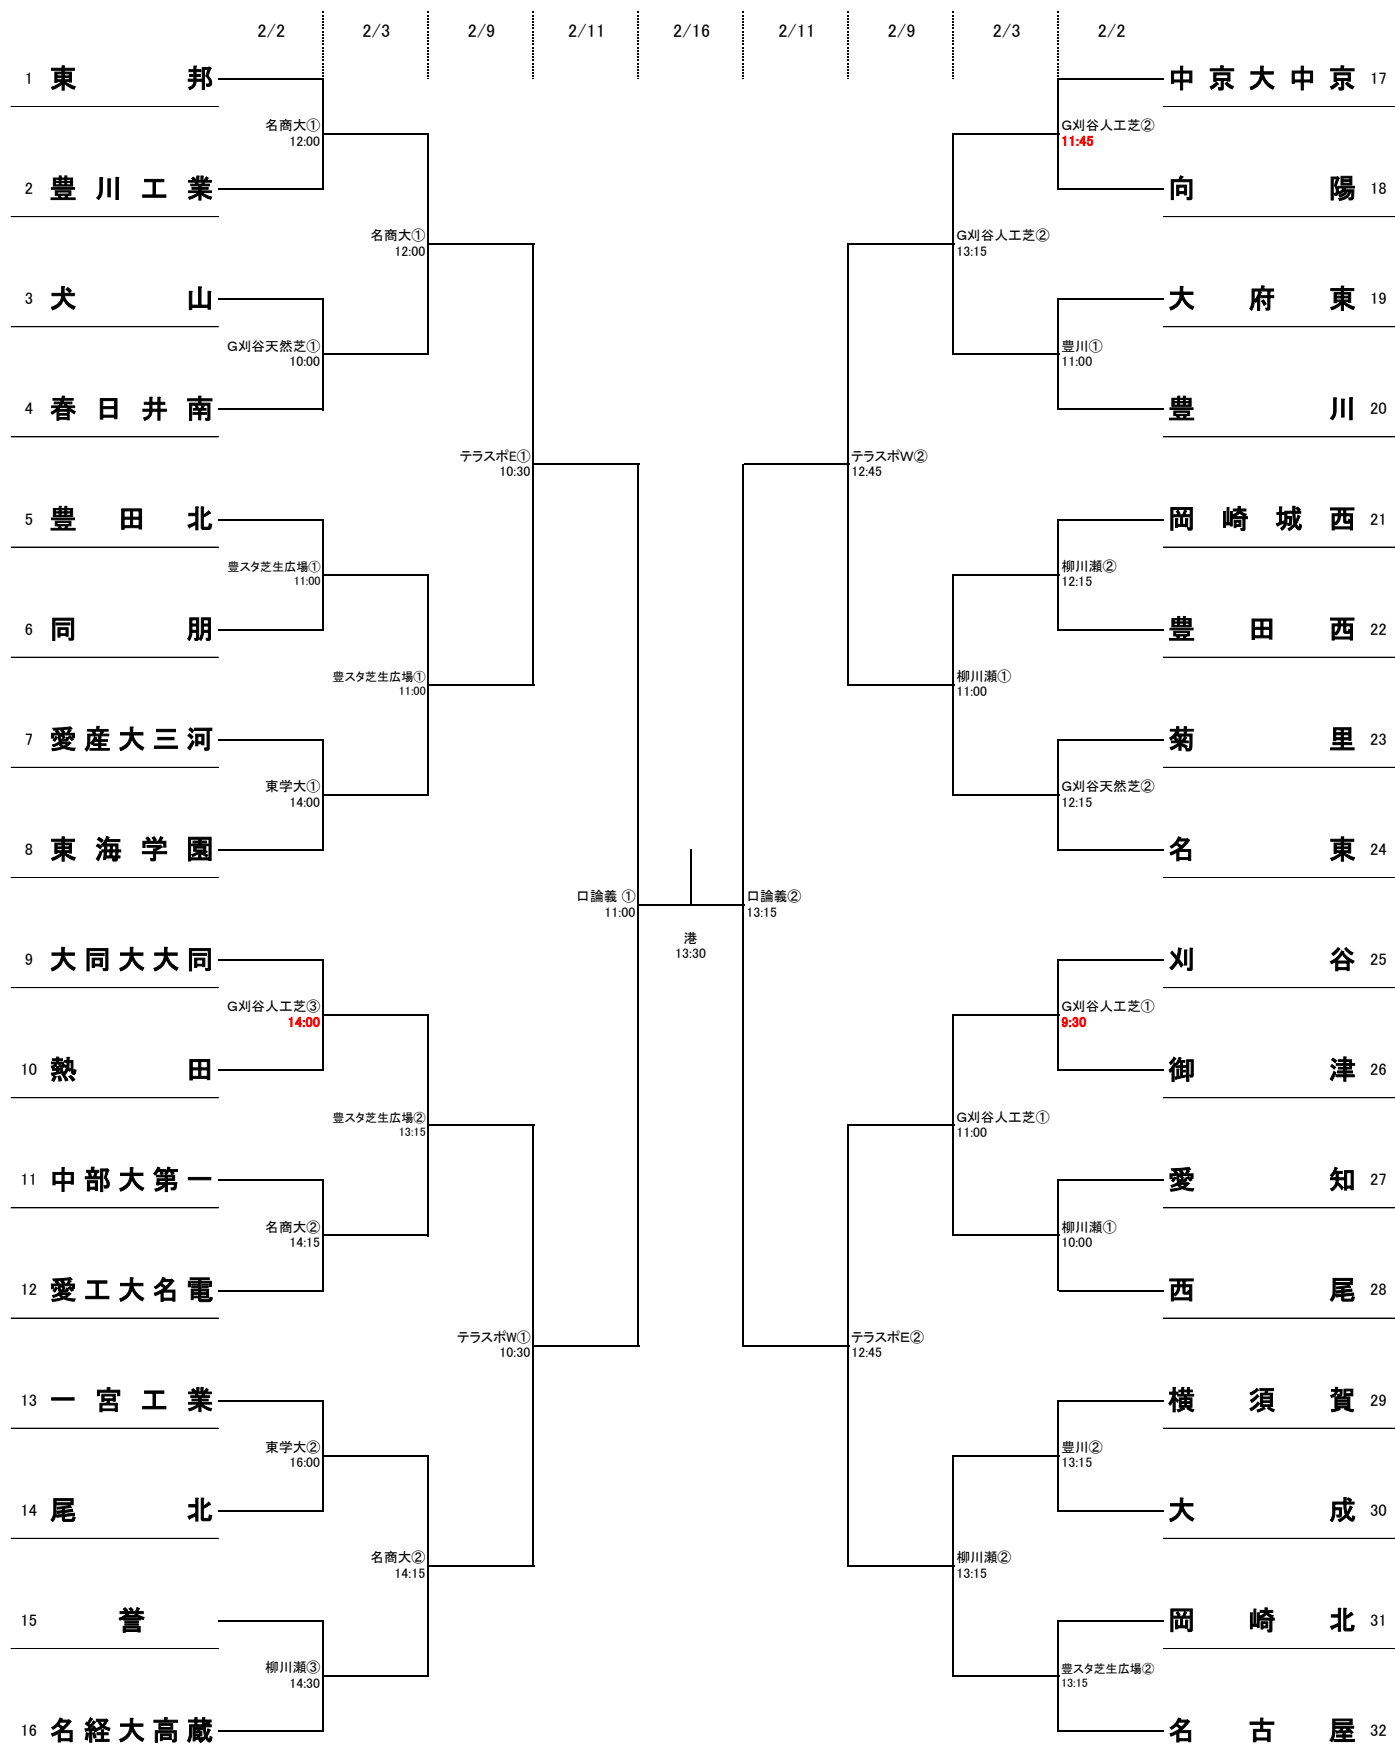 2/2 2/3 2/9 2/11 2/16 2/11 2/9 2/3 2/2
1 東邦
中京大中京 17
名商大①
12:00
G刈谷人工芝②
11:45
2 豊川工業
向陽 18
名商大①
12:00
G刈谷人工芝②
13:15
3 犬山
大府東 19
G刈谷天然芝①
10:00
豊川①
11:00
4 春日井南
豊川 20
テラスポE①
10:30
テラスポW②
12:45
5 豊田北
岡崎城西 21
豊スタ芝生広場①
11:00
柳川瀬②
12:15
6 同朋
豊田西 22
豊スタ芝生広場①
11:00
柳川瀬①
11:00
7 愛産大三河
菊里 23
東学大①
14:00
G刈谷天然芝②
12:15
8 東海学園
名東 24
口論義 ①
11:00
口論義②
13:15
港
13:30
9 大同大大同
刈谷 25
G刈谷人工芝③
14:00
G刈谷人工芝①
9:30
10 熱田
御津 26
豊スタ芝生広場②
13:15
G刈谷人工芝①
11:00
11 中部大第一
愛知 27
名商大②
14:15
柳川瀬①
10:00
12 愛工大名電
西尾 28
テラスポW①
10:30
テラスポE②
12:45
13 一宮工業
横須賀 29
東学大②
16:00
豊川②
13:15
14 尾北
大成 30
名商大②
14:15
柳川瀬②
13:15
15 誉
岡崎北 31
柳川瀬③
14:30
豊スタ芝生広場②
13:15
16 名経大高蔵
名古屋 32